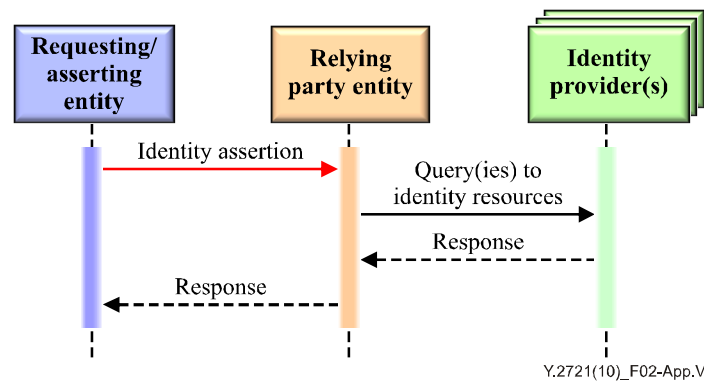 Requesting/
asserting
entity
Relying
party entity
Identity
provider(s)
Identity assertion
Query(ies) to
identity resources
Response
Response
Y.2721(10)_F02-App.V